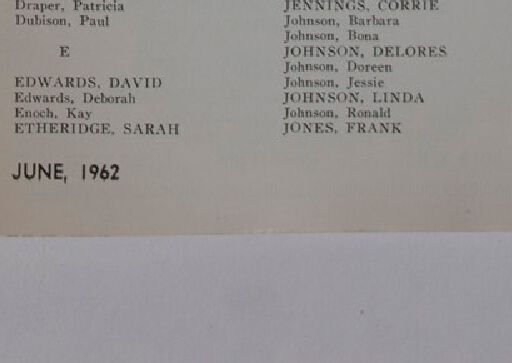 Draper, Patricia
Dubison, Paul
E
EDWARDS, DAVID
Edwards, Deborah
Enoch, Kay
ETHERIDGE, SARAH
JENNINGS, CORRIE
Johnson, Barbara
Johnson, Bona
JOHNSON, DELORES
Johnson, Doreen
Johnson, Jessie
JOHNSON, LINDA
Johnson, Ronald
JONES, FRANK
JUNE, 1962